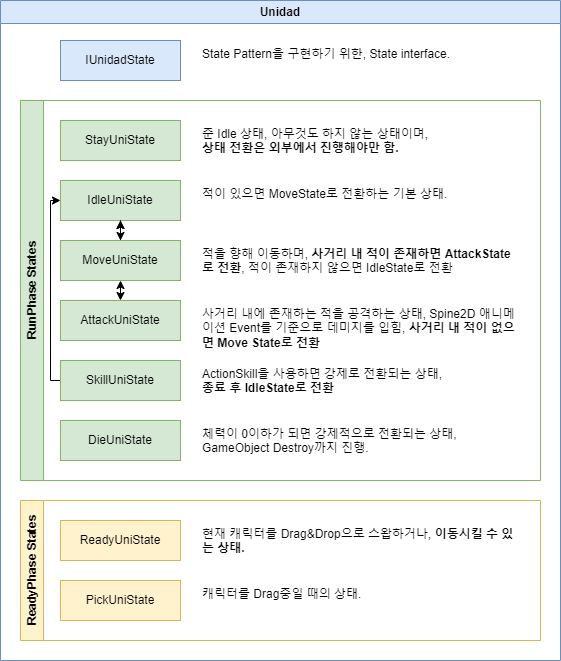 Unidad
IUnidadState
State Pattern을 구현하기 위한, State interface.
RunPhase States
StayUniState
준 Idle 상태, 아무것도 하지 않는 상태이며,
상태 전환은 외부에서 진행해야만 함.
IdleUniState
적이 있으면 MoveState로 전환하는 기본 상태.
MoveUniState
적을 향해 이동하며, 사거리 내 적이 존재하면 AttackState
로 전환, 적이 존재하지 않으면 IdleState로 전환
AttackUniState
사거리 내에 존재하는 적을 공격하는 상태, Spine2D 애니메
이션 Event를 기준으로 데미지를 입힘, 사거리 내 적이 없으
면 Move State로 전환
SkillUniState
ActionSkill을 사용하면 강제로 전환되는 상태,
종료 후 IdleState로 전환
DieUniState
체력이 0이하가 되면 강제적으로 전환되는 상태,
GameObject Destroy까지 진행.
ReadyPhase States
ReadyUniState
현재 캐릭터를 Drag&Drop으로 스왑하거나, 이동시킬 수 있
는 상태.
PickUniState
캐릭터를 Drag중일 때의 상태.